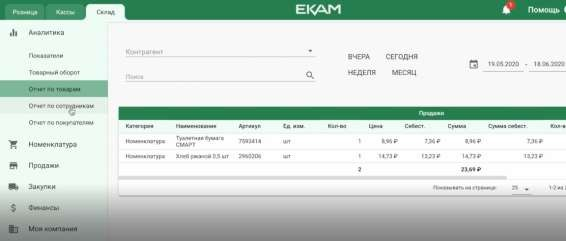 Розница Кассы Склад EKAM 1 Помощь
Аналитика
Показатели
Товарный оборот
Отчет по товарам
Отчет по сотрудникам
Отчет по покупателям
Номенклатура
Продажи
Закупки
Финансы
Моя компания
Контрагент
Поиск
ВЧЕРА СЕГОДНЯ
НЕДЕЛЯ МЕСЯЦ
19.05.2020 - 18.06.2020
Продажи
Категория Наименование Артикул Ед. изм. Кол-во Цена Себест. Сумма Сумма себест. Кол-во
Номенклатура Туалетная бумага СМАРТ 7593414 шт 1 8,96 ₽ 7,36 ₽ 8,96 ₽ 7,36 ₽
Номенклатура Хлеб ржаной 0,5 шт 2960206 шт 1 14,73 ₽ 13,23 ₽ 14,73 ₽ 13,23 ₽
2 23,69 ₽
Показывать на странице: 25 1-2 из 2